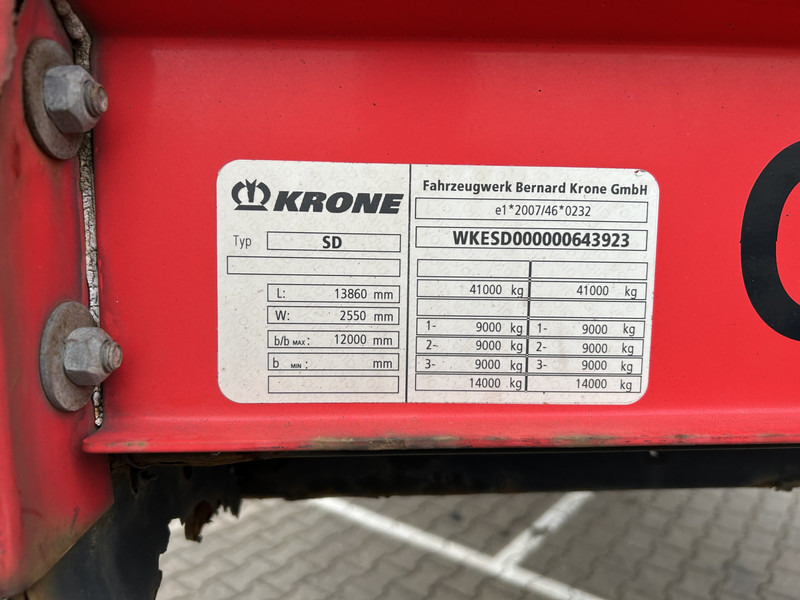 KRONE
Typ SD
L: 13860 mm
W: 2550 mm
b/b MAX: 12000 mm
b MIN: mm
Fahrzeugwerk Bernard Krone GmbH
e1*2007/46*0232
WKESD000000643923
41000 kg 41000 kg
1- 9000 kg 1- 9000 kg
2- 9000 kg 2- 9000 kg
3- 9000 kg 3- 9000 kg
14000 kg 14000 kg